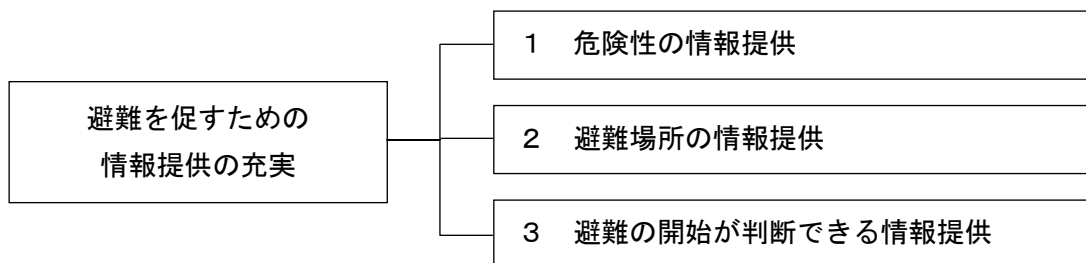 避難を促すための
情報提供の充実
１　危険性の情報提供
２　避難場所の情報提供
３　避難の開始が判断できる情報提供